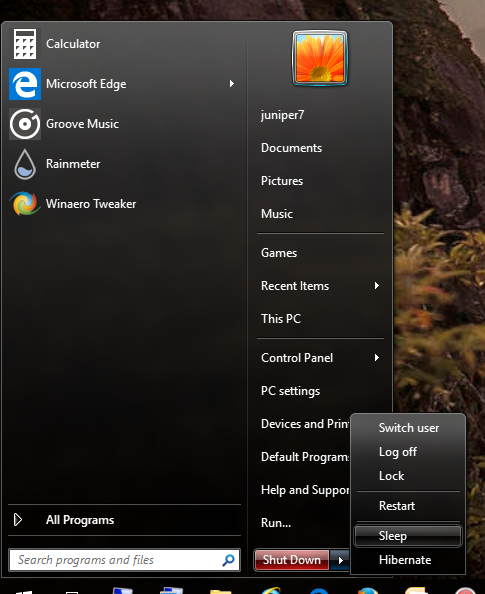 Calculator
Microsoft Edge
Groove Music
Rainmeter
Winaero Tweaker
All Programs
Search programs and files
juniper7
Documents
Pictures
Music
Games
Recent Items
This PC
Control Panel
PC settings
Devices and Prin
Default Program
Help and Suppor
Run...
Shut Down
Switch user
Log off
Lock
Restart
Sleep
Hibernate